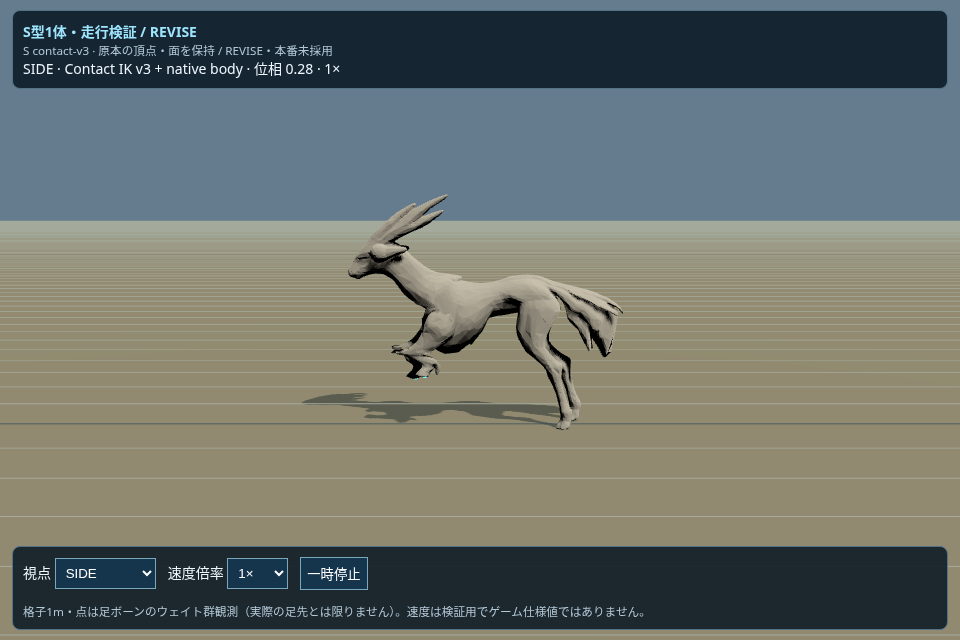 S型1体・走行検証 / REVISE
S contact-v3 · 原本の頂点・面を保持 / REVISE・本番未採用
SIDE · Contact IK v3 + native body · 位相 0.28 · 1×
視点 SIDE 速度倍率 1× 一時停止
格子1m・点は足ボーンのウェイト群観測（実際の足先とは限りません）。速度は検証用でゲーム仕様値ではありません。